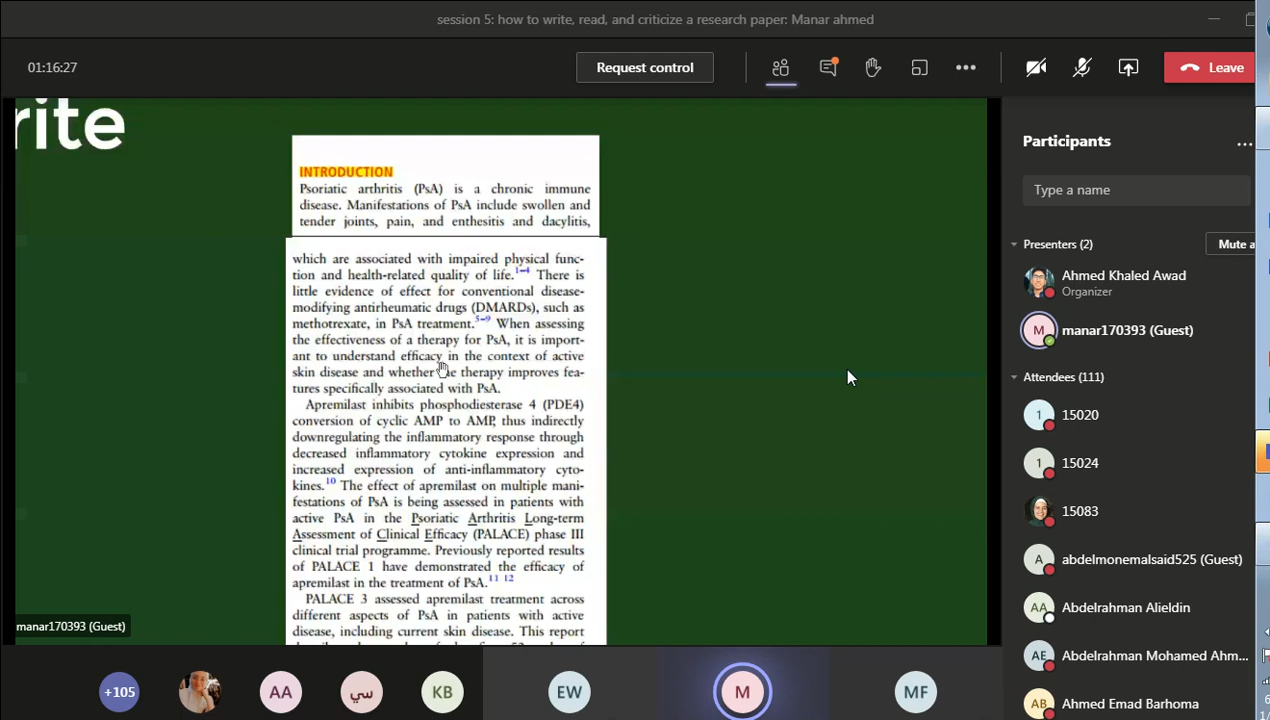 session 5: how to write, read, and criticize a research paper: Manar ahmed
01:16:27
Request control
Leave
rite
INTRODUCTION
Psoriatic arthritis (PsA) is a chronic immune
disease. Manifestations of PsA include swollen and
tender joints, pain, and enthesitis and dacylitis,
which are associated with impaired physical func-
tion and health-related quality of life.1–4 There is
little evidence of effect for conventional disease-
modifying antirheumatic drugs (DMARDs), such as
methotrexate, in PsA treatment.5–9 When assessing
the effectiveness of a therapy for PsA, it is import-
ant to understand efficacy in the context of active
skin disease and whether the therapy improves fea-
tures specifically associated with PsA.
Apremilast inhibits phosphodiesterase 4 (PDE4)
conversion of cyclic AMP to AMP, thus indirectly
downregulating the inflammatory response through
decreased inflammatory cytokine expression and
increased expression of anti-inflammatory cyto-
kines.10 The effect of apremilast on multiple mani-
festations of PsA is being assessed in patients with
active PsA in the Psoriatic Arthritis Long-term
Assessment of Clinical Efficacy (PALACE) phase III
clinical trial programme. Previously reported results
of PALACE 1 have demonstrated the efficacy of
apremilast in the treatment of PsA.11 12
PALACE 3 assessed apremilast treatment across
different aspects of PsA in patients with active
disease, including current skin disease. This report
manar170393 (Guest)
Participants
Type a name
Presenters (2)
Mute a
Ahmed Khaled Awad
Organizer
M
manar170393 (Guest)
Attendees (111)
1
15020
1
15024
15083
A
abdelmonemalsaid525 (Guest)
AA
Abdelrahman Alieldin
AE
Abdelrahman Mohamed Ahm...
AB
Ahmed Emad Barhoma
+105
AA
سي
KB
EW
M
MF